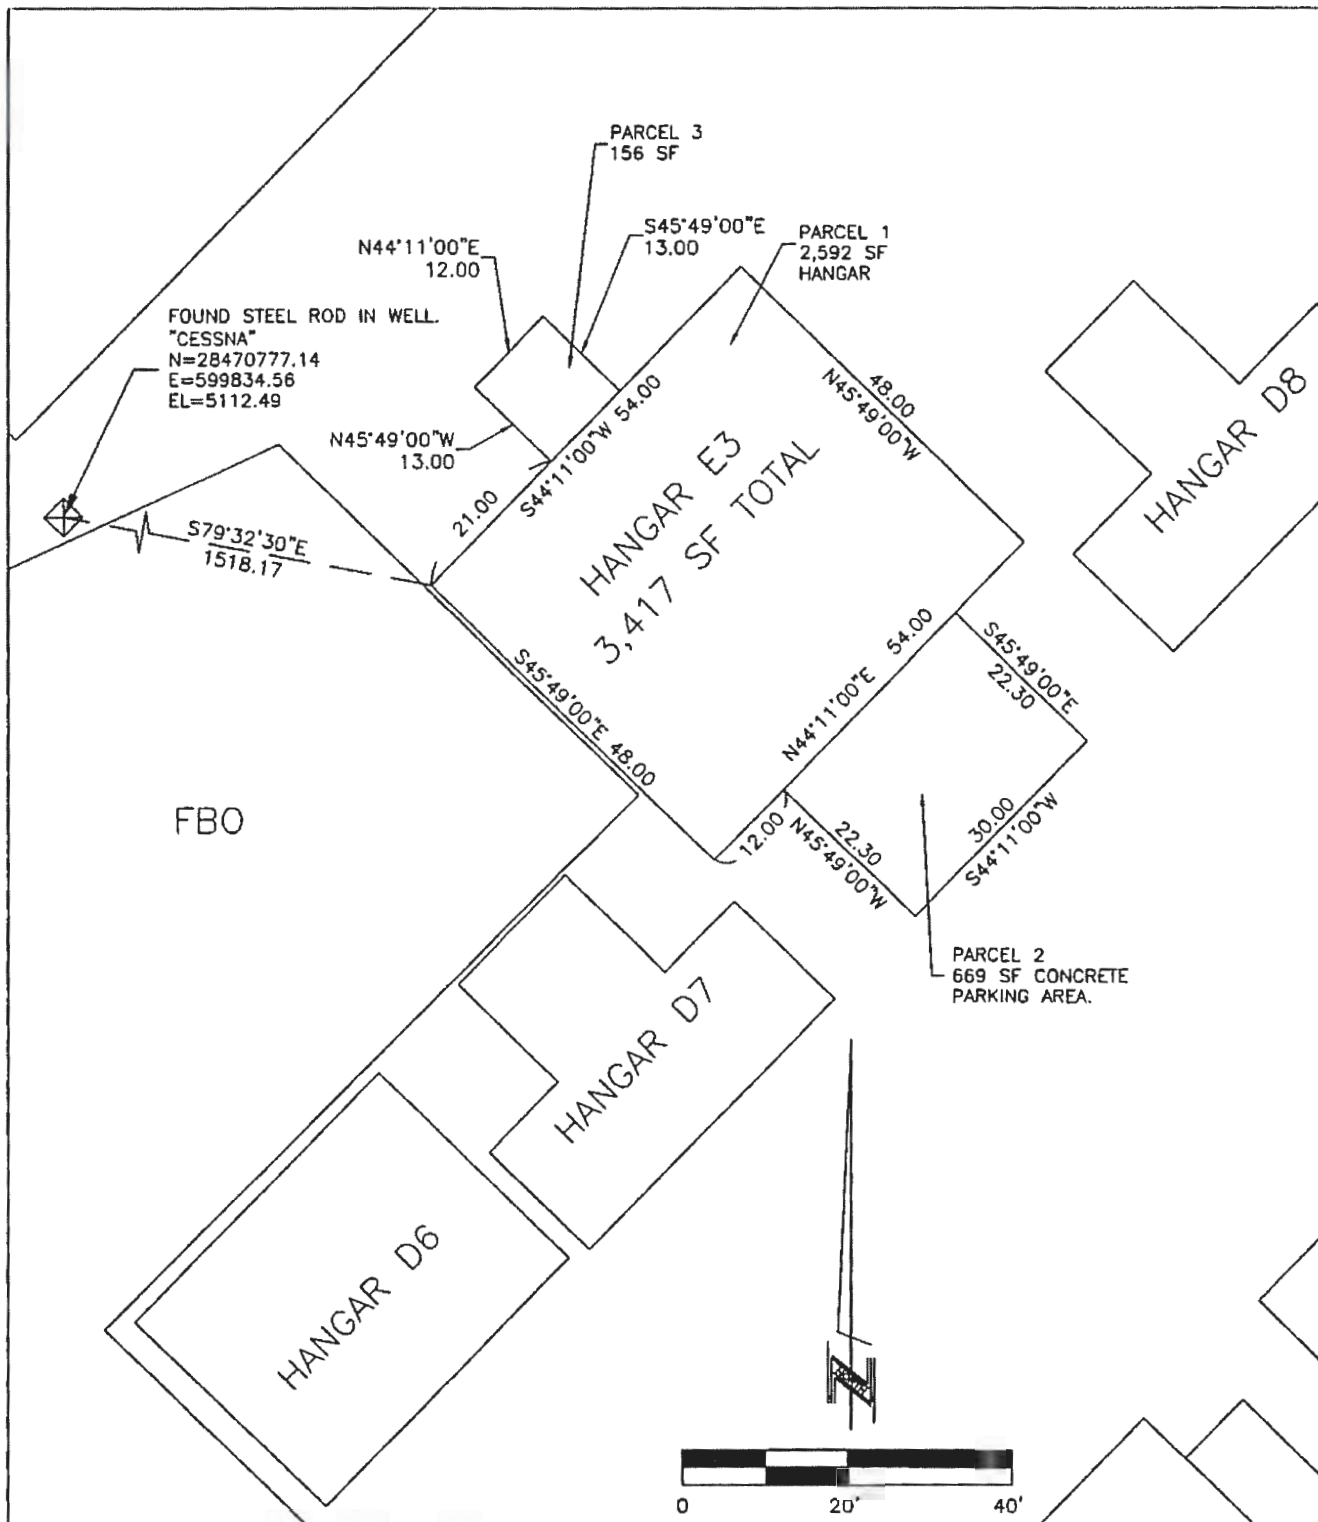 PARCEL 3
156 SF
S45°49'00"E
13.00
N44°11'00"E
12.00
PARCEL 1
2,592 SF
HANGAR
FOUND STEEL ROD IN WELL.
"CESSNA"
N=28470777.14
E=599834.56
EL=5112.49
N45°49'00"W
13.00
S44°11'00"W 54.00
21.00
48.00
N45°49'00"W
HANGAR D8
HANGAR E3
3,417 SF TOTAL
S79°32'30"E
1518.17
S45°49'00"E 48.00
N44°11'00"E 54.00
S45°49'00"E
22.30
12.00
22.30
N45°49'00"W
30.00
S44°11'00"W
FBO
PARCEL 2
669 SF CONCRETE
PARKING AREA.
HANGAR D7
HANGAR D6
N
0 20' 40'